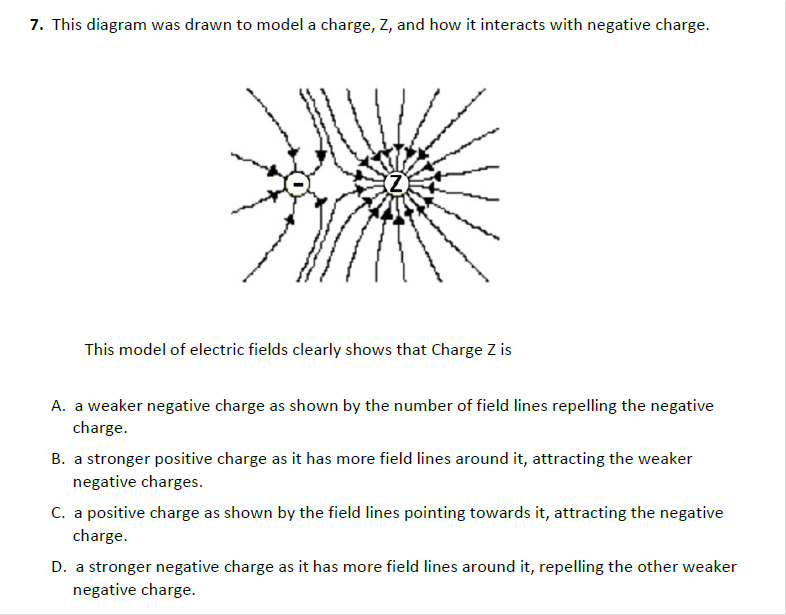 7. This diagram was drawn to model a charge, Z, and how it interacts with negative charge.
-
Z
This model of electric fields clearly shows that Charge Z is
A. a weaker negative charge as shown by the number of field lines repelling the negative
charge.
B. a stronger positive charge as it has more field lines around it, attracting the weaker
negative charges.
C. a positive charge as shown by the field lines pointing towards it, attracting the negative
charge.
D. a stronger negative charge as it has more field lines around it, repelling the other weaker
negative charge.